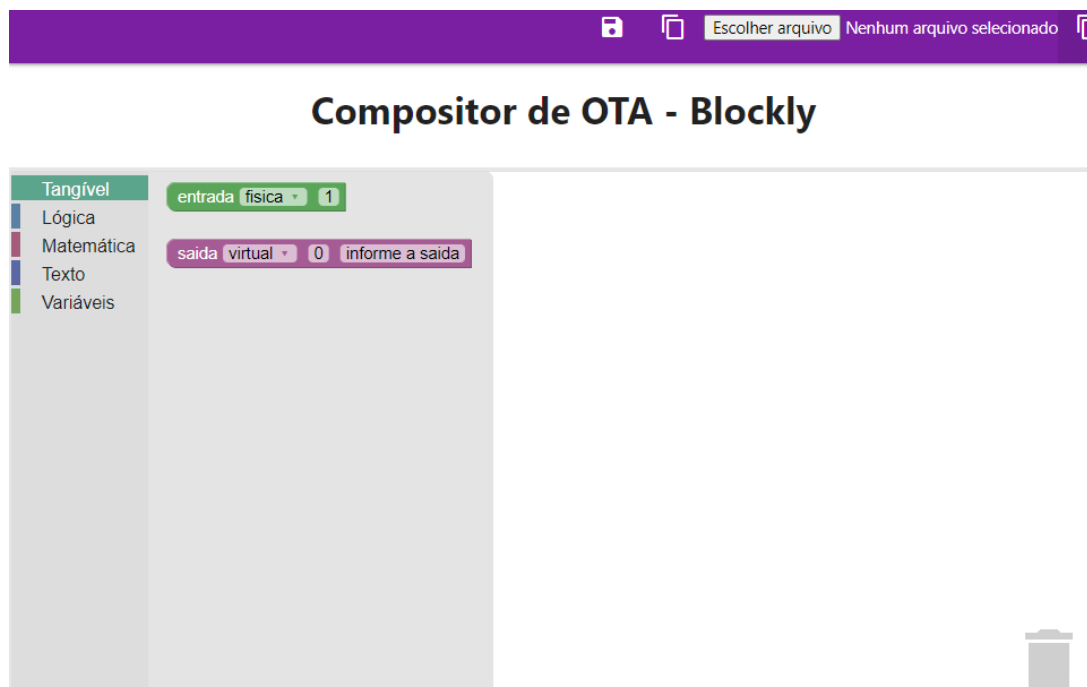 Escolher arquivo Nenhum arquivo selecionado
Compositor de OTA - Blockly
Tangível
Lógica
Matemática
Texto
Variáveis
entrada fisica 1
saida virtual 0 informe a saida